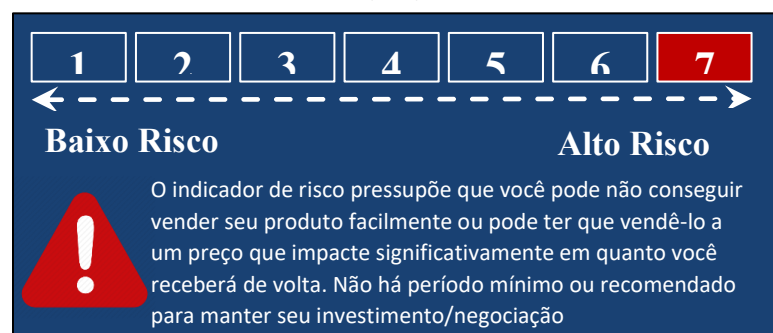 1 2 3 4 5 6 7
Baixo Risco Alto Risco
O indicador de risco pressupõe que você pode não conseguir
vender seu produto facilmente ou pode ter que vendê-lo a
um preço que impacte significativamente em quanto você
receberá de volta. Não há período mínimo ou recomendado
para manter seu investimento/negociação